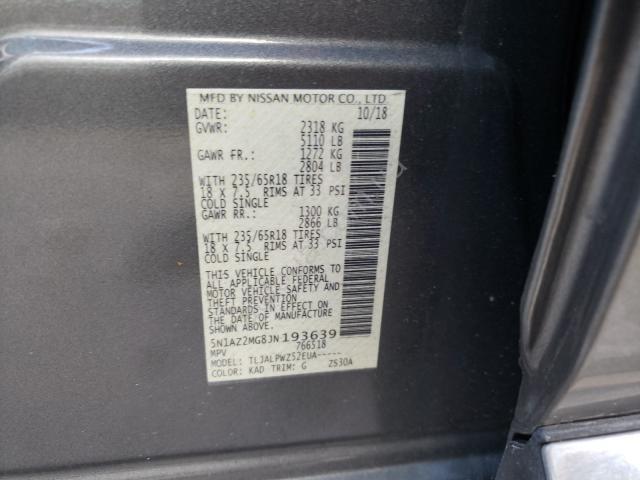 MFD BY NISSAN MOTOR CO., LTD
DATE: 10/18
GVWR: 2318 KG
5110 LB
GAWR FR.: 1272 KG
2804 LB
WITH 235/65R18 TIRES
18 X 7.5 RIMS AT 33 PSI
COLD SINGLE
GAWR RR.: 1300 KG
2866 LB
WITH 235/65R18 TIRES
18 X 7.5 RIMS AT 33 PSI
COLD SINGLE
THIS VEHICLE CONFORMS TO
ALL APPLICABLE FEDERAL
MOTOR VEHICLE SAFETY AND
THEFT PREVENTION
STANDARDS IN EFFECT ON
THE DATE OF MANUFACTURE
SHOWN ABOVE.
5N1AZ2MG8JN193639
MPV 766518
TYPE: TLJALPWZ52EUA-----
COLOR: KAD TRIM: G ZS30A